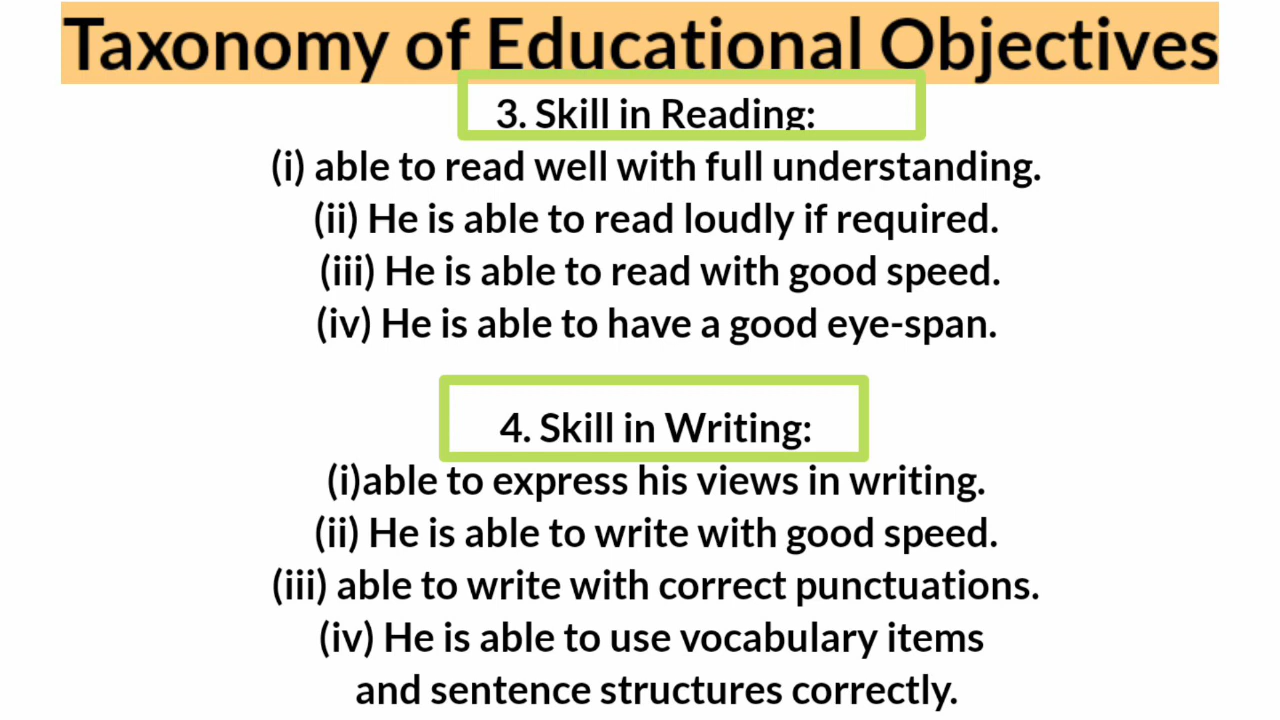 Taxonomy of Educational Objectives
3. Skill in Reading:
(i) able to read well with full understanding.
(ii) He is able to read loudly if required.
(iii) He is able to read with good speed.
(iv) He is able to have a good eye-span.
4. Skill in Writing:
(i)able to express his views in writing.
(ii) He is able to write with good speed.
(iii) able to write with correct punctuations.
(iv) He is able to use vocabulary items
and sentence structures correctly.